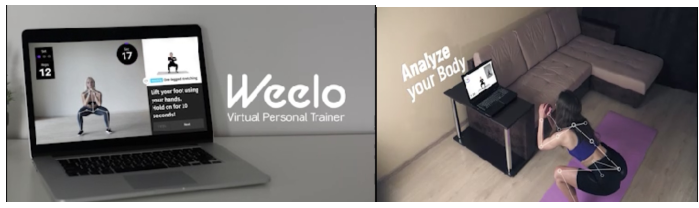 17
12
Lift your foot using
your hands.
Hold on for 10
seconds!
Weelo
Virtual Personal Trainer
Analyze
your Body